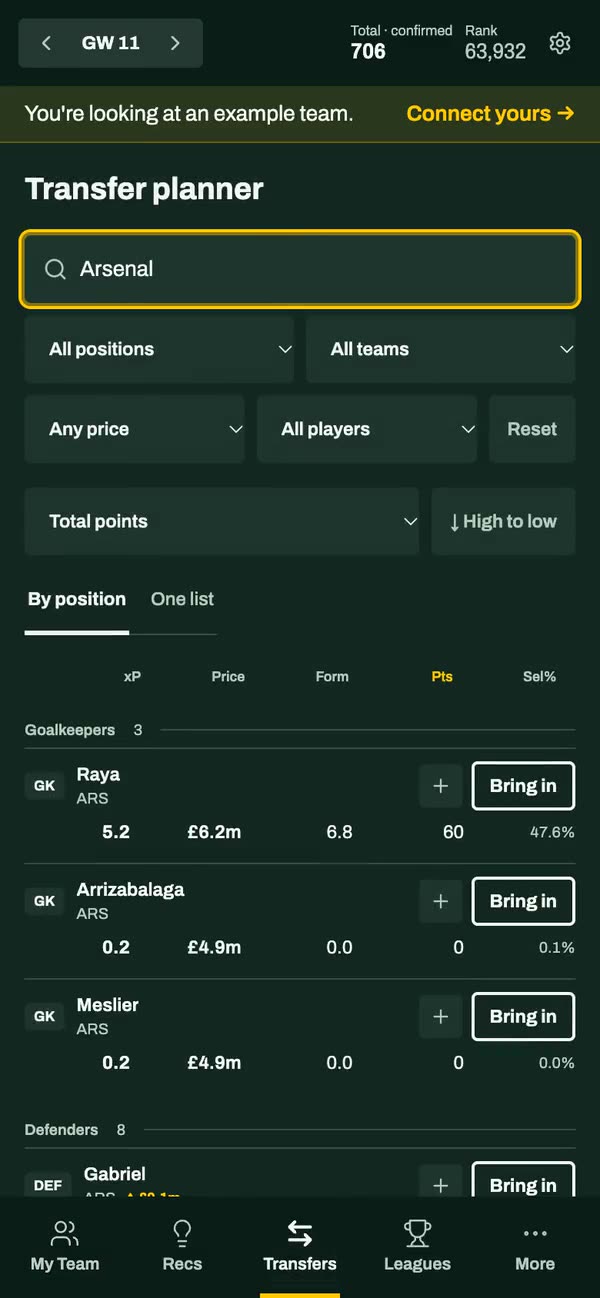 GW 11
Total · confirmed Rank
706 63,932
You're looking at an example team. Connect yours →
Transfer planner
Arsenal
All positions All teams
Any price All players Reset
Total points ↓ High to low
By position One list
xP Price Form Pts Sel%
Goalkeepers 3
GK Raya + Bring in
ARS
5.2 £6.2m 6.8 60 47.6%
GK Arrizabalaga + Bring in
ARS
0.2 £4.9m 0.0 0 0.1%
GK Meslier + Bring in
ARS
0.2 £4.9m 0.0 0 0.0%
Defenders 8
DEF Gabriel + Bring in
ARS
My Team Recs Transfers Leagues More